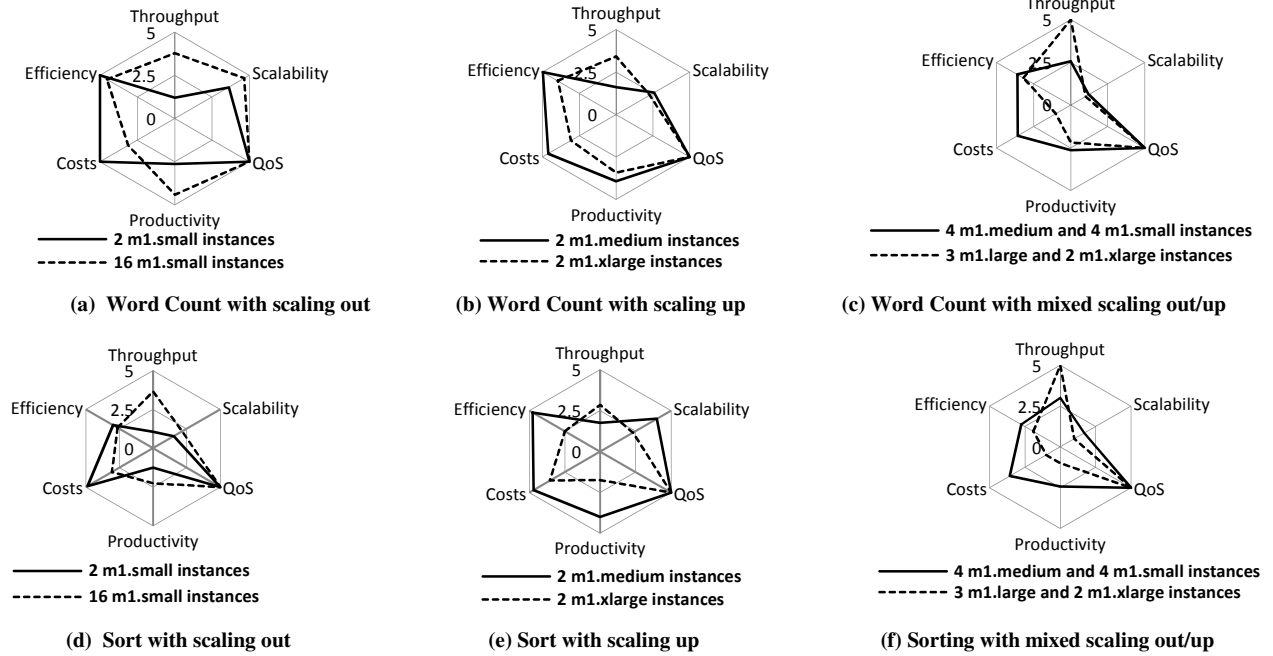 Throughput
5
Efficiency
Scalability
2.5
0
Costs
QoS
Productivity
2 m1.small instances
16 m1.small instances
(a) Word Count with scaling out
Throughput
5
Efficiency
Scalability
2.5
0
Costs
QoS
Productivity
2 m1.medium instances
2 m1.xlarge instances
(b) Word Count with scaling up
Throughput
5
Efficiency
Scalability
2.5
0
Costs
QoS
Productivity
4 m1.medium and 4 m1.small instances
3 m1.large and 2 m1.xlarge instances
(c) Word Count with mixed scaling out/up
Throughput
5
Efficiency
Scalability
2.5
0
Costs
QoS
Productivity
2 m1.small instances
16 m1.small instances
(d) Sort with scaling out
Throughput
5
Efficiency
Scalability
2.5
0
Costs
QoS
Productivity
2 m1.medium instances
2 m1.xlarge instances
(e) Sort with scaling up
Throughput
5
Efficiency
Scalability
2.5
0
Costs
QoS
Productivity
4 m1.medium and 4 m1.small instances
3 m1.large and 2 m1.xlarge instances
(f) Sorting with mixed scaling out/up